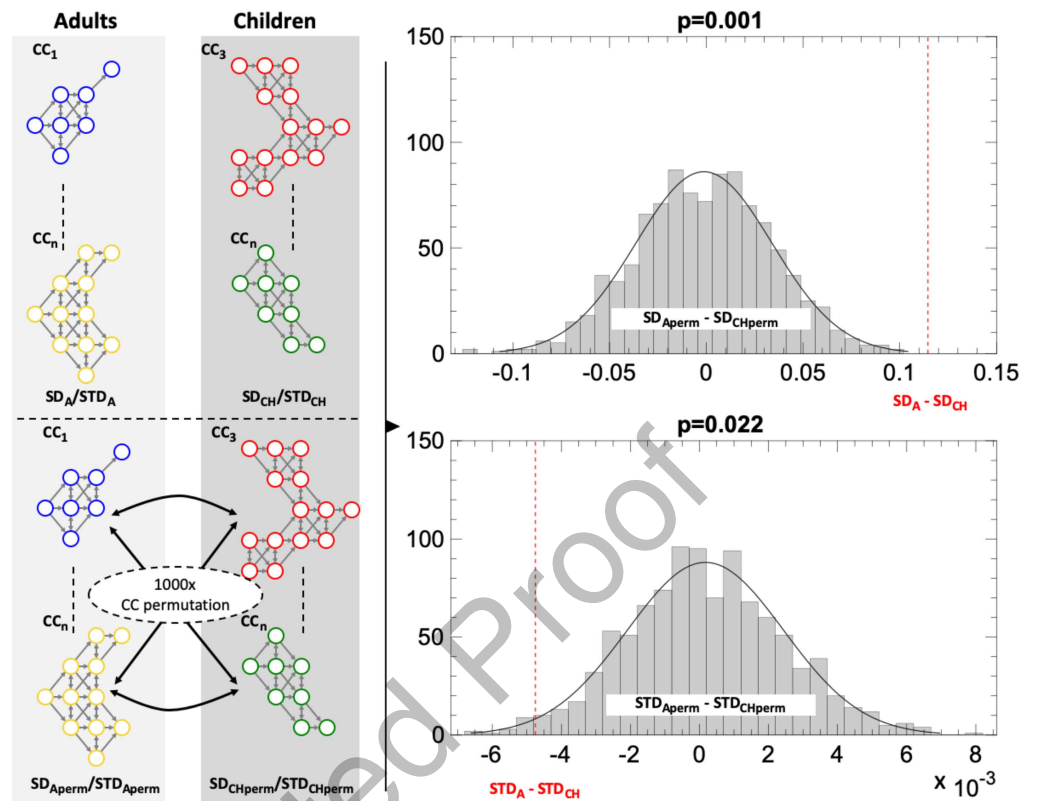 Adults
Children
CC1
CC3
CCn
CCn
SDA/STDA
SDCH/STDCH
CC1
CC3
1000x
CC permutation
CCn
CCn
SDAperm/STDAperm
SDCHperm/STDCHperm
p=0.001
150
100
50
0
SDAperm - SDCHperm
-0.1
-0.05
0
0.05
0.1
0.15
SDA - SDCH
p=0.022
150
100
50
0
STDAperm - STDCHperm
-6
-4
-2
0
2
4
6
8
x 10-3
STDA - STDCH
ted Proof